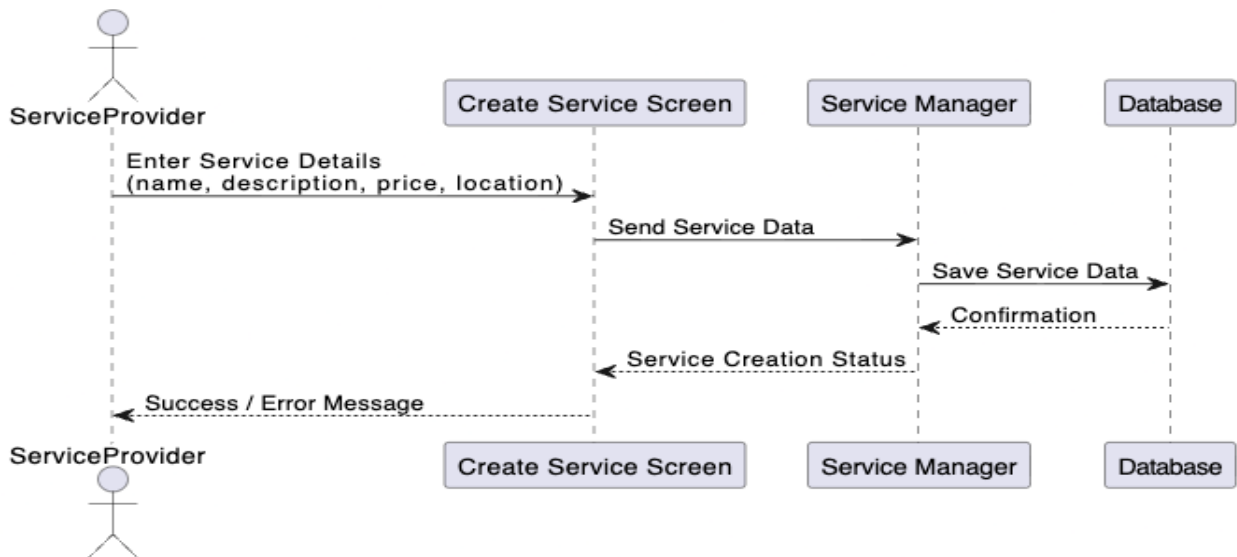 ServiceProvider
Create Service Screen
Service Manager
Database
Enter Service Details
(name, description, price, location)
Send Service Data
Save Service Data
Confirmation
Service Creation Status
Success / Error Message
ServiceProvider
Create Service Screen
Service Manager
Database